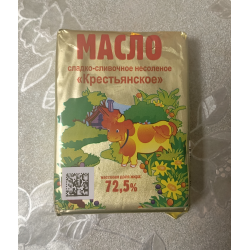 МАСЛО
сладко-сливочное несоленое
«Крестьянское»
массовая доля жира
72,5%